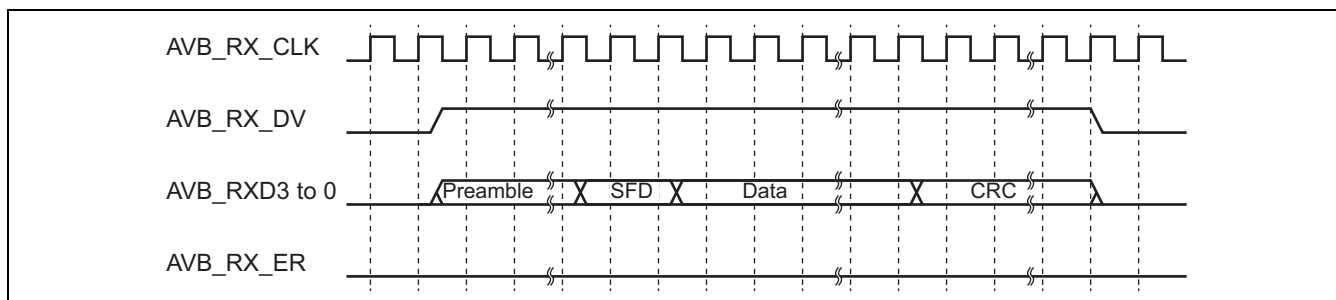 AVB_RX_CLK
AVB_RX_DV
AVB_RXD3 to 0
Preamble
SFD
Data
CRC
AVB_RX_ER